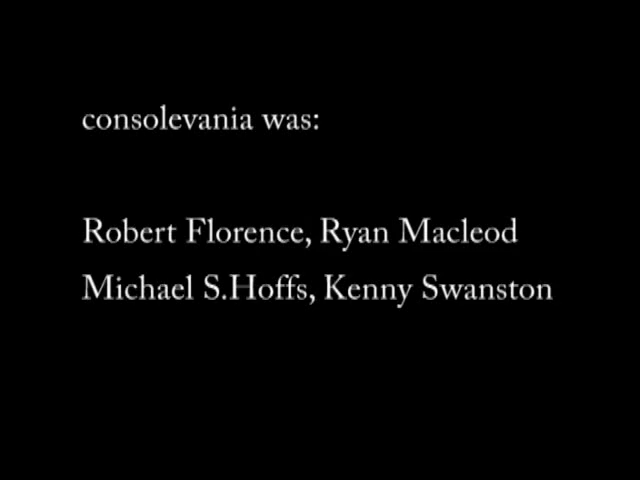 consolevania was:
Robert Florence, Ryan Macleod
Michael S.Hoffs, Kenny Swanston